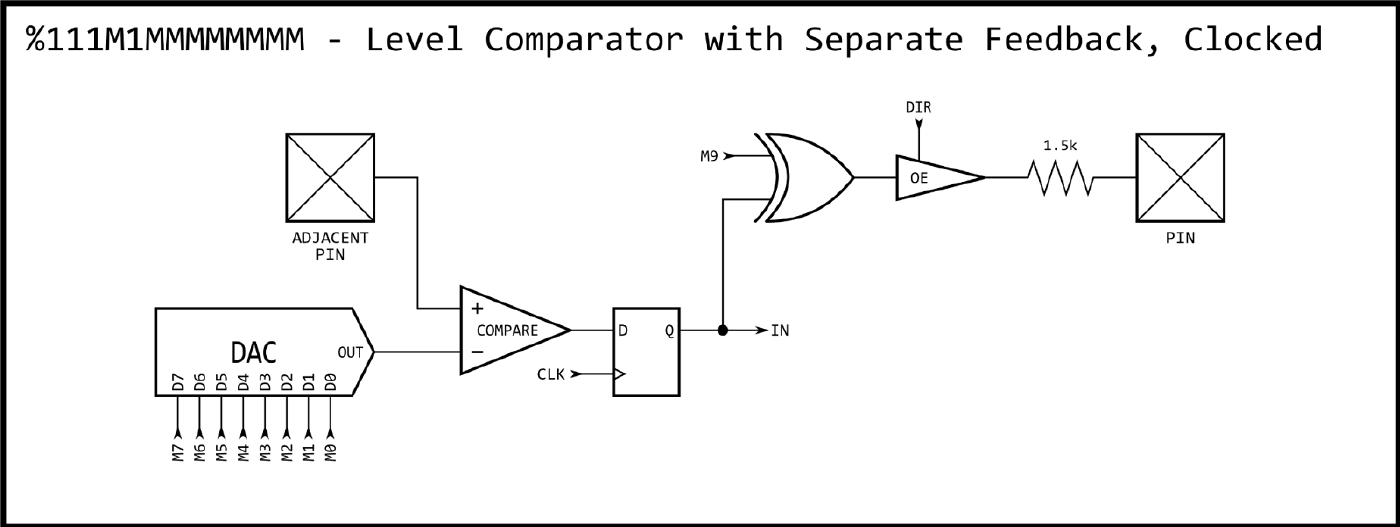 %111M1MMMMMMMM - Level Comparator with Separate Feedback, Clocked
DIR
1.5k
M9
OE
ADJACENT
PIN
PIN
+
COMPARE
−
D
Q
IN
CLK
DAC
OUT
D7
D6
D5
D4
D3
D2
D1
D0
M7
M6
M5
M4
M3
M2
M1
M0